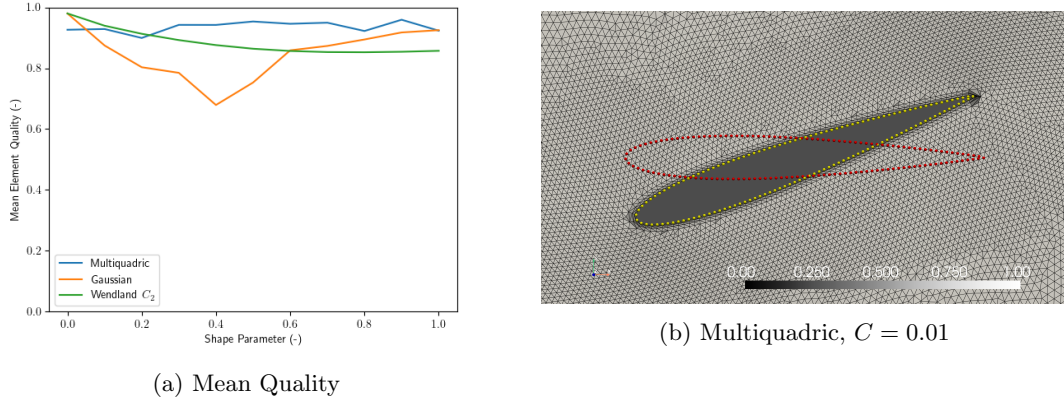 1.0
0.8
0.6
0.4
0.2
0.0
Mean Element Quality (-)
Multiquadric
Gaussian
Wendland C₂
0.0 0.2 0.4 0.6 0.8 1.0
Shape Parameter (-)
(a) Mean Quality
0.00 0.250 0.500 0.750 1.00
(b) Multiquadric, C = 0.01